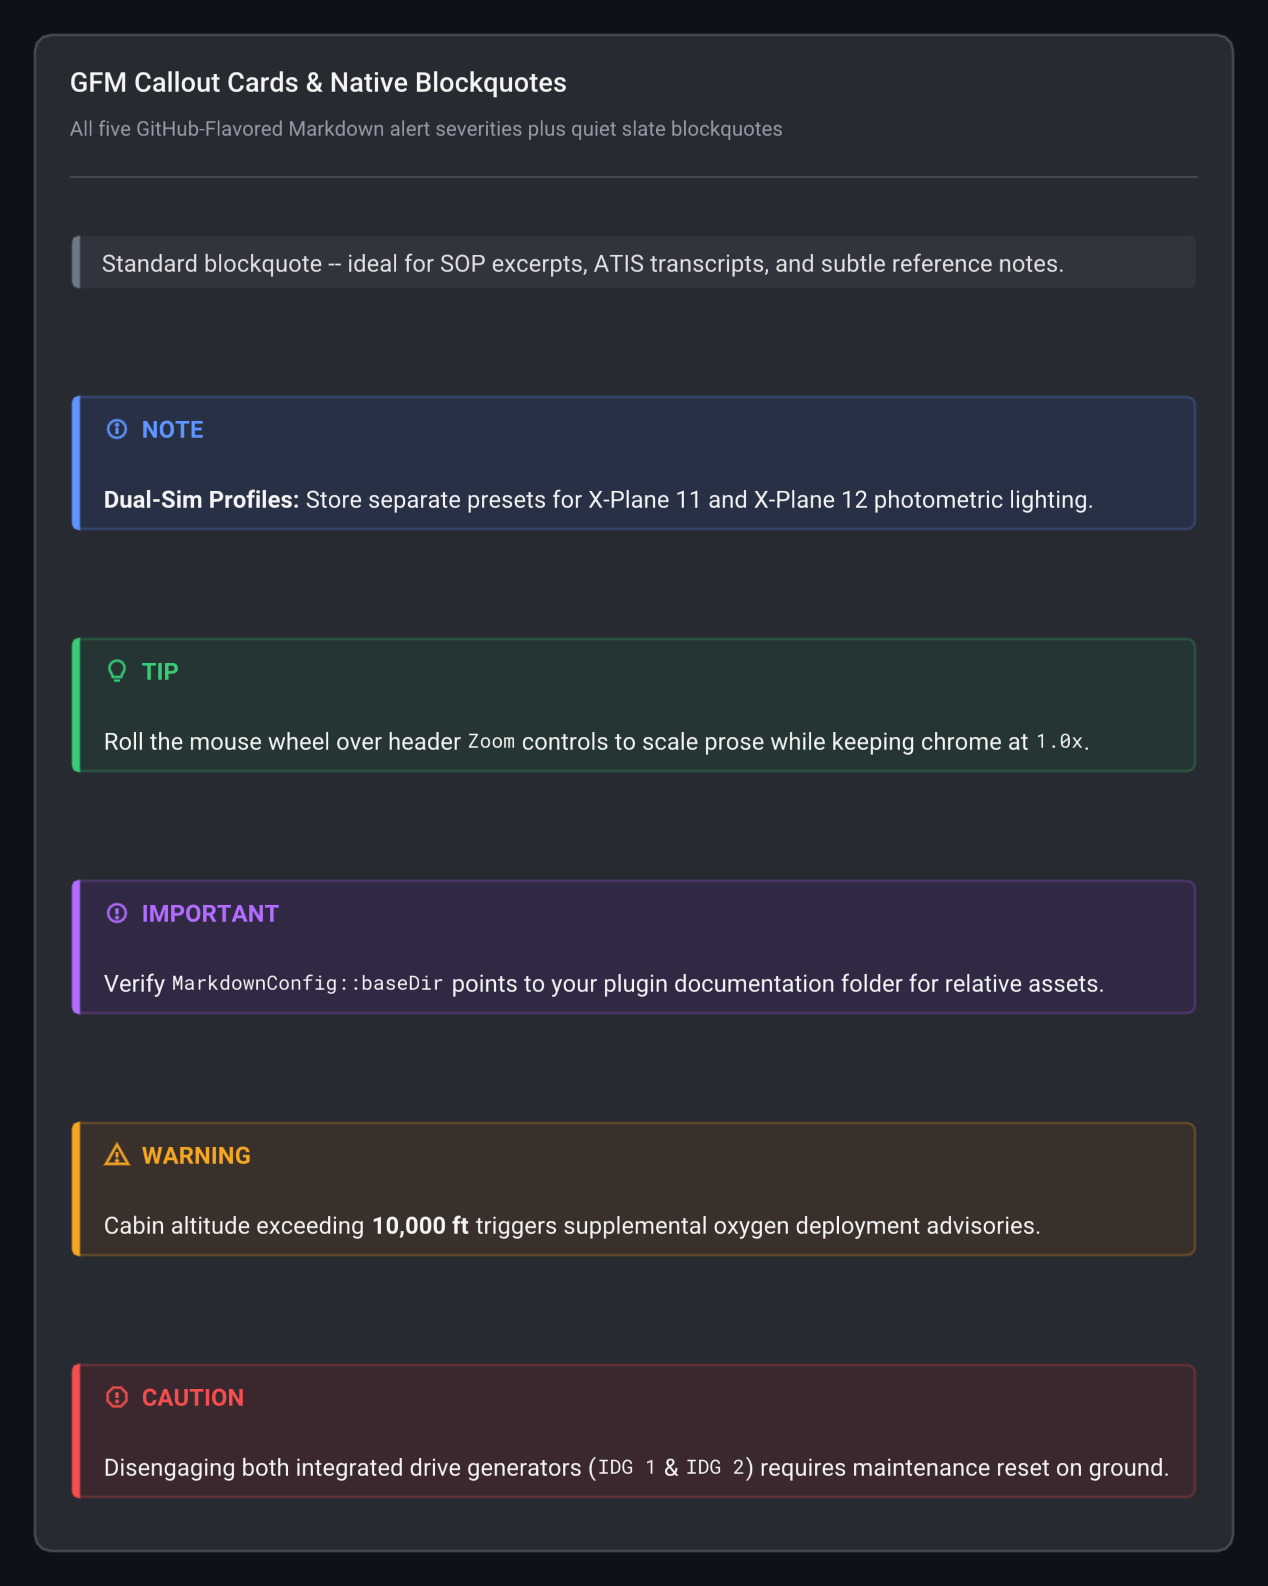 GFM Callout Cards & Native Blockquotes
All five GitHub-Flavored Markdown alert severities plus quiet slate blockquotes
Standard blockquote -- ideal for SOP excerpts, ATIS transcripts, and subtle reference notes.
NOTE
Dual-Sim Profiles: Store separate presets for X-Plane 11 and X-Plane 12 photometric lighting.
TIP
Roll the mouse wheel over header Zoom controls to scale prose while keeping chrome at 1.0x.
IMPORTANT
Verify MarkdownConfig::baseDir points to your plugin documentation folder for relative assets.
WARNING
Cabin altitude exceeding 10,000 ft triggers supplemental oxygen deployment advisories.
CAUTION
Disengaging both integrated drive generators (IDG 1 & IDG 2) requires maintenance reset on ground.